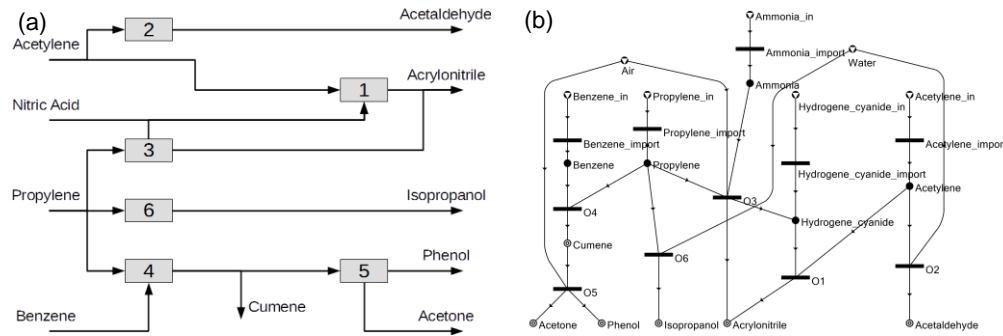 (a)
Acetaldehyde
2
Acetylene
Acrylonitrile
1
Nitric Acid
3
Propylene
Isopropanol
6
Phenol
4
5
Cumene
Benzene
Acetone
(b)
Ammonia_in
Ammonia_import
Water
Air
Ammonia
Benzene_in
Propylene_in
Hydrogene_cyanide_in
Acetylene_in
Propylene_import
Benzene_import
Acetylene_import
Benzene
Propylene
Hydrogene_cyanide_import
Acetylene
O4
O3
Hydrogene_cyanide
Cumene
O6
O1
O2
O5
Acetone
Phenol
Isopropanol
Acrylonitrile
Acetaldehyde